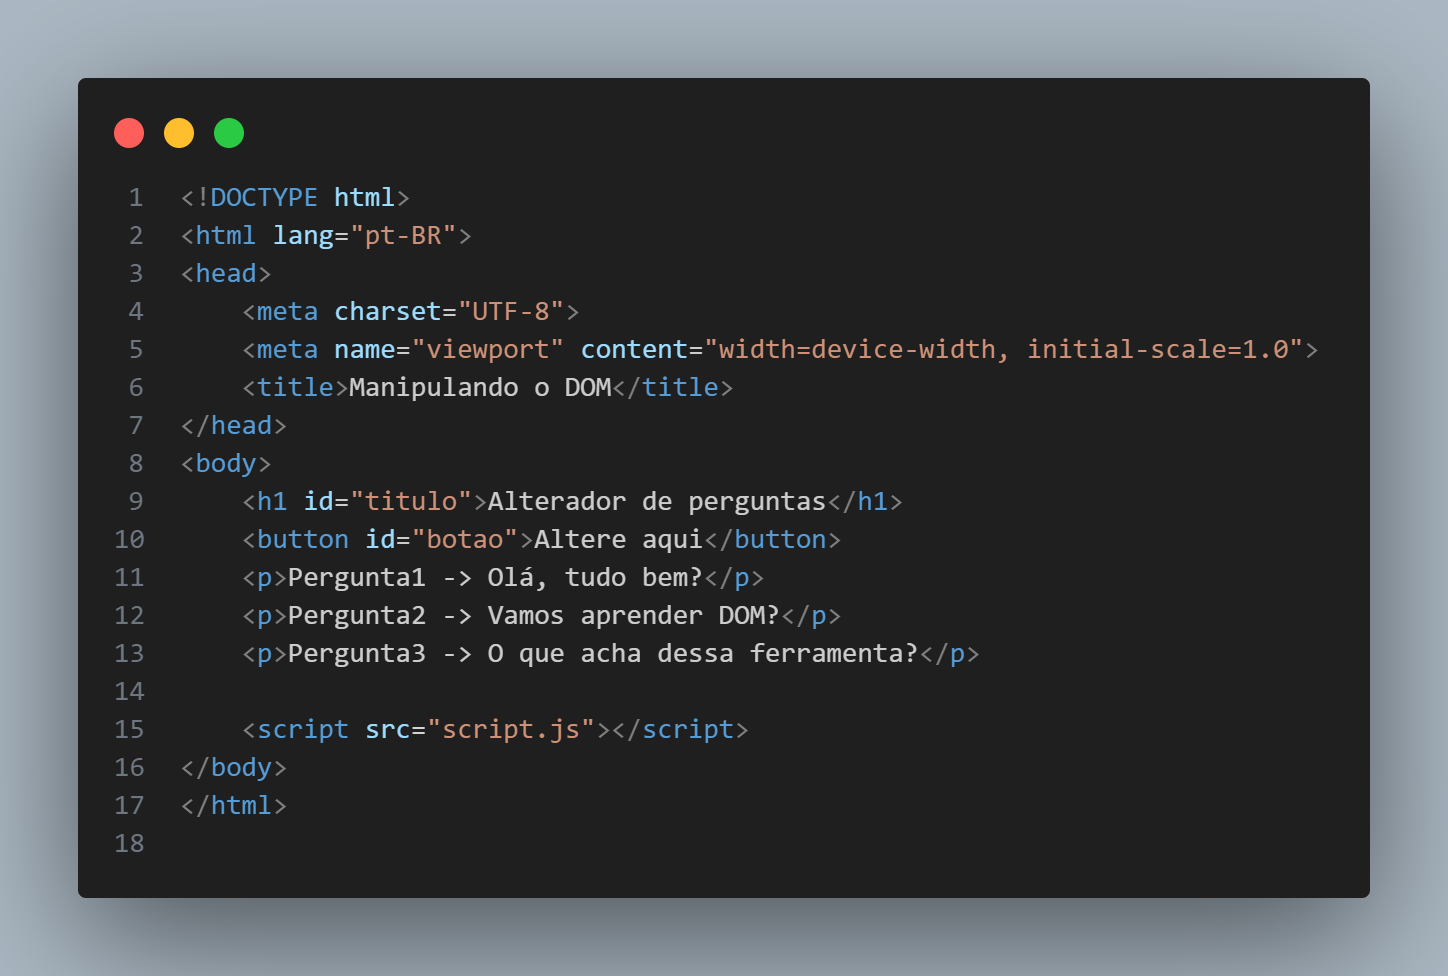 1 <!DOCTYPE html>
2 <html lang="pt-BR">
3 <head>
4     <meta charset="UTF-8">
5     <meta name="viewport" content="width=device-width, initial-scale=1.0">
6     <title>Manipulando o DOM</title>
7 </head>
8 <body>
9     <h1 id="titulo">Alterador de perguntas</h1>
10     <button id="botao">Altere aqui</button>
11     <p>Pergunta1 -> Olá, tudo bem?</p>
12     <p>Pergunta2 -> Vamos aprender DOM?</p>
13     <p>Pergunta3 -> O que acha dessa ferramenta?</p>
14
15     <script src="script.js"></script>
16 </body>
17 </html>
18